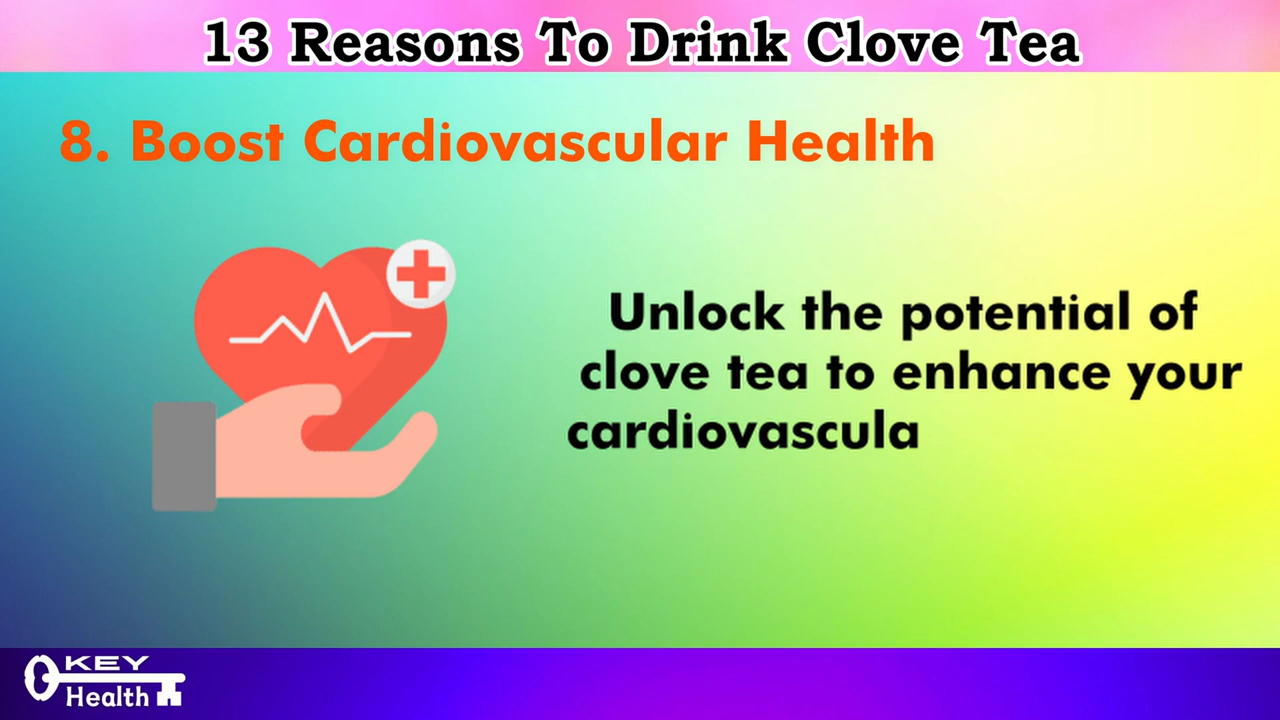 13 Reasons To Drink Clove Tea
8. Boost Cardiovascular Health
Unlock the potential of
clove tea to enhance your
cardiovascula
KEY
Health